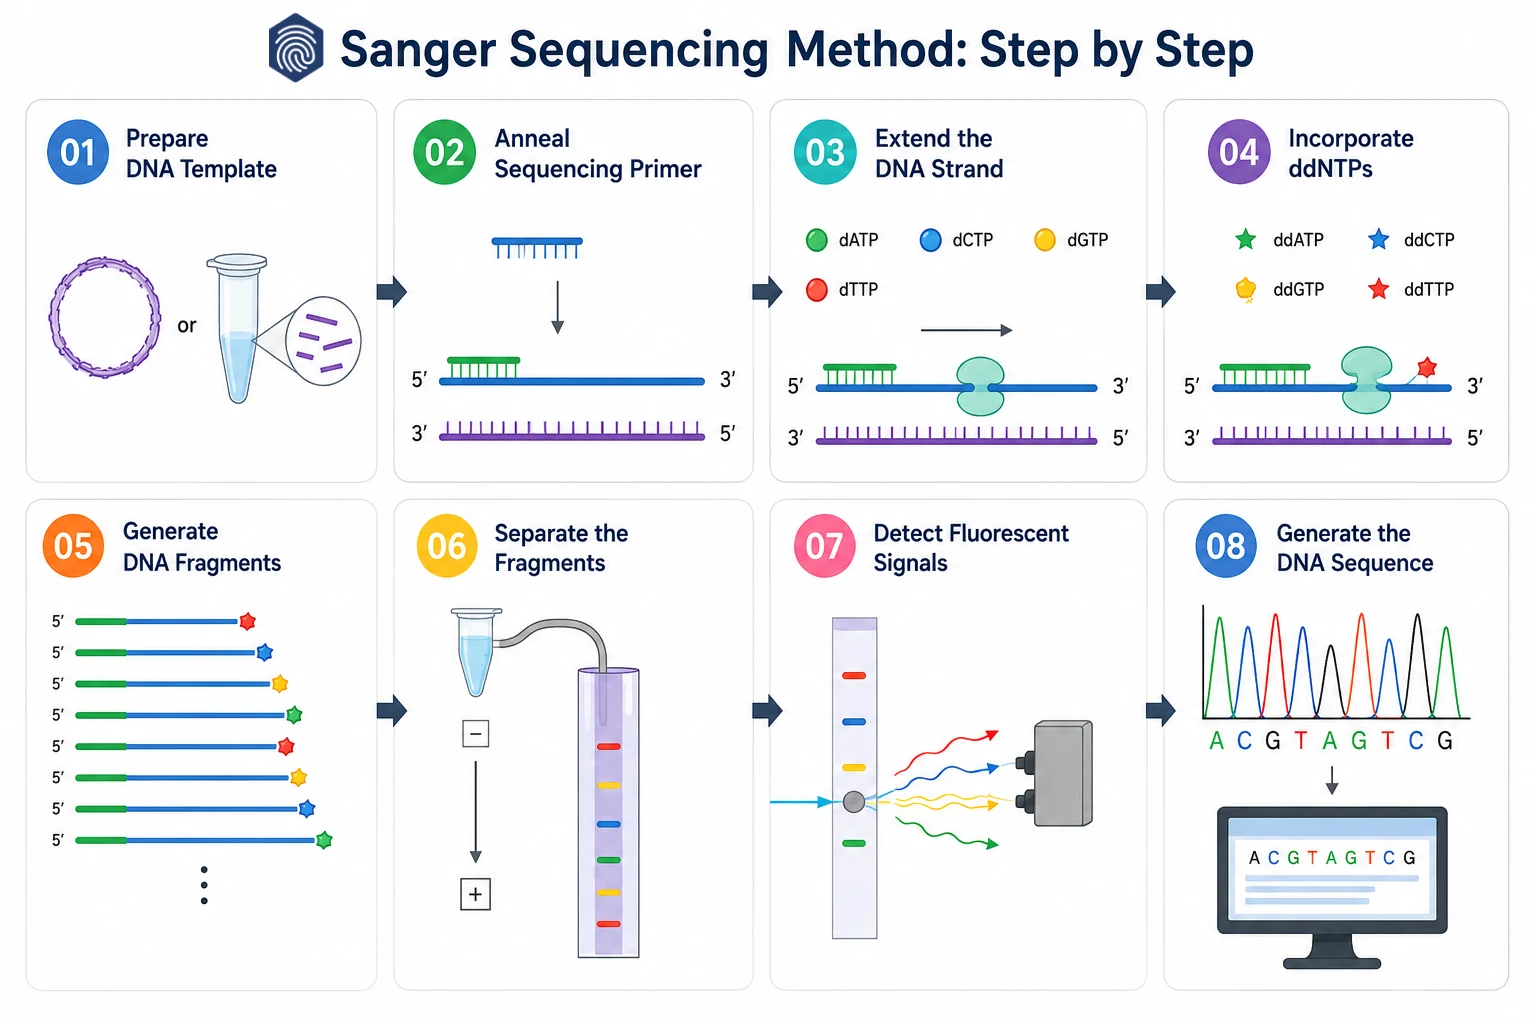 Sanger Sequencing Method: Step by Step
01
Prepare
DNA Template
or
02
Anneal
Sequencing Primer
5′ 3′
3′ 5′
03
Extend the
DNA Strand
dATP dCTP dGTP
dTTP
5′ 3′
3′ 5′
04
Incorporate
ddNTPs
ddATP ddCTP
ddGTP ddTTP
5′ 3′
3′ 5′
05
Generate
DNA Fragments
5′
5′
5′
5′
5′
5′
5′
5′
06
Separate the
Fragments
−
+
07
Detect Fluorescent
Signals
08
Generate the
DNA Sequence
A C G T A G T C G
A C G T A G T C G